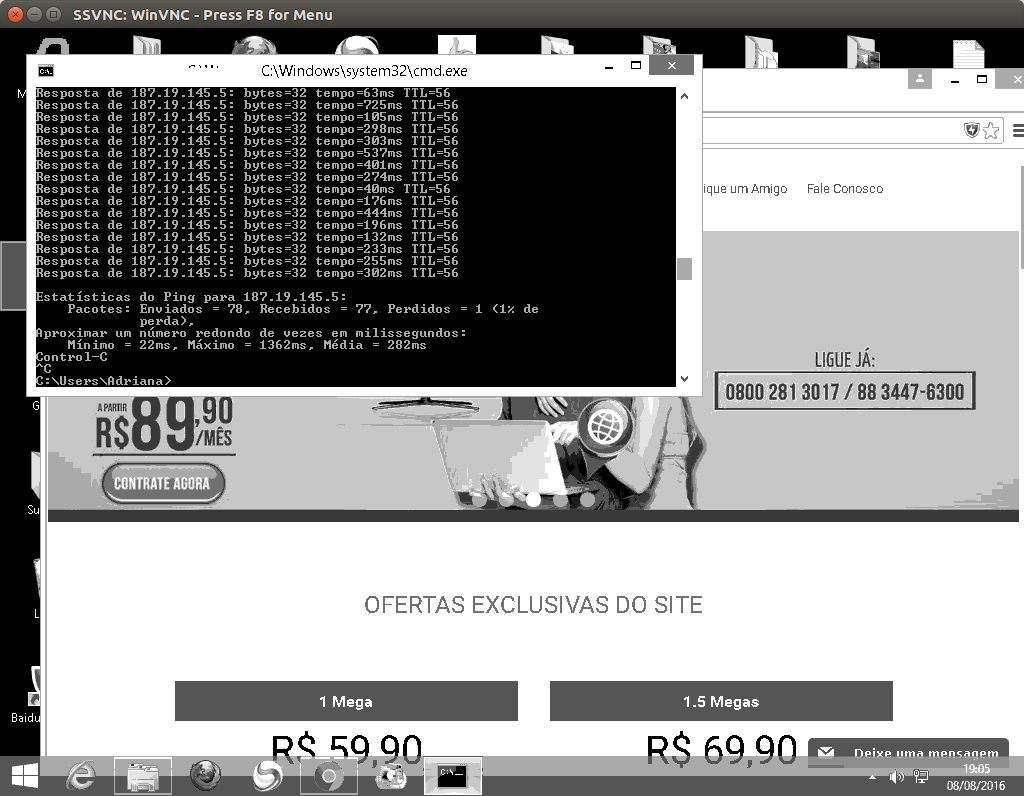 SSVNC: WinVNC - Press F8 for Menu
C:\Windows\system32\cmd.exe
Resposta de 187.19.145.5: bytes=32 tempo=63ms TTL=56
Resposta de 187.19.145.5: bytes=32 tempo=725ms TTL=56
Resposta de 187.19.145.5: bytes=32 tempo=105ms TTL=56
Resposta de 187.19.145.5: bytes=32 tempo=298ms TTL=56
Resposta de 187.19.145.5: bytes=32 tempo=303ms TTL=56
Resposta de 187.19.145.5: bytes=32 tempo=537ms TTL=56
Resposta de 187.19.145.5: bytes=32 tempo=401ms TTL=56
Resposta de 187.19.145.5: bytes=32 tempo=274ms TTL=56
Resposta de 187.19.145.5: bytes=32 tempo=40ms TTL=56
Resposta de 187.19.145.5: bytes=32 tempo=176ms TTL=56
Resposta de 187.19.145.5: bytes=32 tempo=444ms TTL=56
Resposta de 187.19.145.5: bytes=32 tempo=196ms TTL=56
Resposta de 187.19.145.5: bytes=32 tempo=132ms TTL=56
Resposta de 187.19.145.5: bytes=32 tempo=233ms TTL=56
Resposta de 187.19.145.5: bytes=32 tempo=255ms TTL=56
Resposta de 187.19.145.5: bytes=32 tempo=302ms TTL=56
Estatísticas do Ping para 187.19.145.5:
Pacotes: Enviados = 78, Recebidos = 77, Perdidos = 1 (1% de
perda),
Aproximar um número redondo de vezes em milissegundos:
Mínimo = 22ms, Máximo = 1362ms, Média = 282ms
Control-C
^C
C:\Users\Adriana>
ique um Amigo Fale Conosco
LIGUE JÁ:
0800 281 3017 / 88 3447-6300
A PARTIR
R$89,90
/MÊS
CONTRATE AGORA
Su
Baidu
OFERTAS EXCLUSIVAS DO SITE
1 Mega 1.5 Megas
R$ 59,90 R$ 69,90
Deixe uma mensagem
19:05
08/08/2016